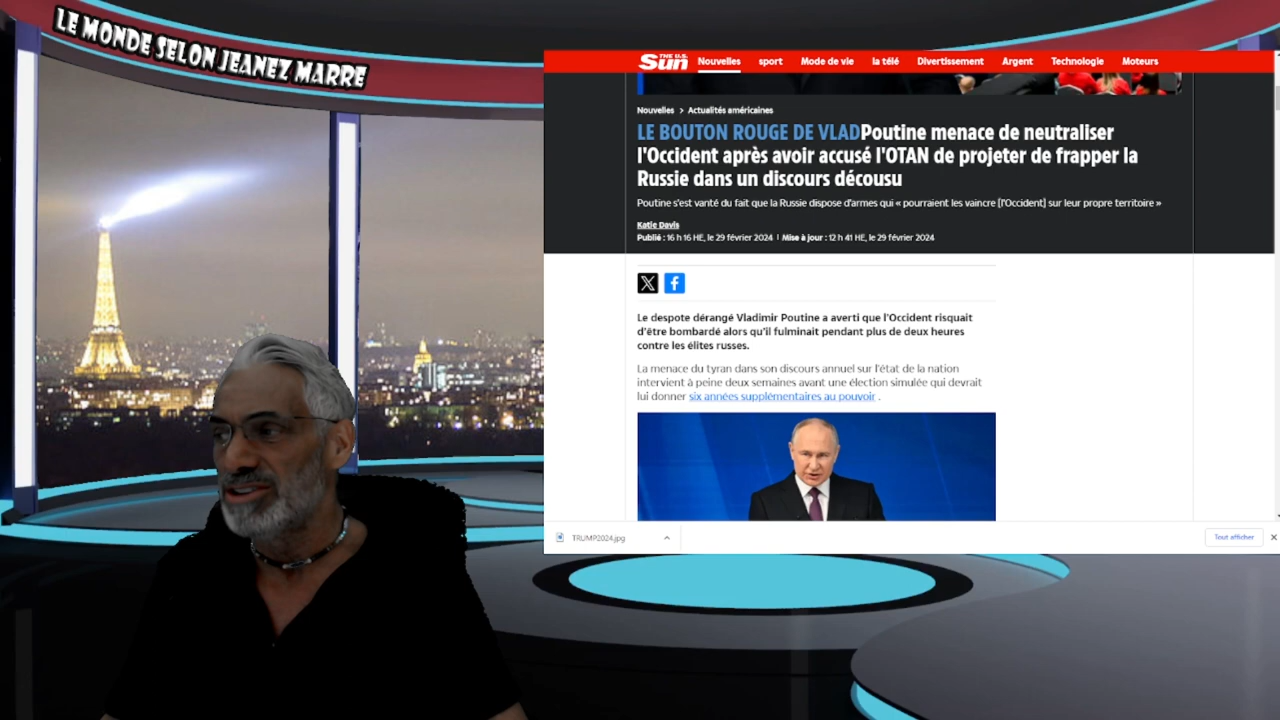 LE MONDE SELON JEANEZ MARRE
THE U.S. Sun
Nouvelles sport Mode de vie la télé Divertissement Argent Technologie Moteurs
Nouvelles > Actualités américaines
LE BOUTON ROUGE DE VLADPoutine menace de neutraliser
l'Occident après avoir accusé l'OTAN de projeter de frapper la
Russie dans un discours décousu
Poutine s'est vanté du fait que la Russie dispose d'armes qui « pourraient les vaincre [l'Occident] sur leur propre territoire »
Katie Davis
Publié : 16 h 16 HE, le 29 février 2024 | Mise à jour : 12 h 41 HE, le 29 février 2024
Le despote dérangé Vladimir Poutine a averti que l'Occident risquait
d'être bombardé alors qu'il fulminait pendant plus de deux heures
contre les élites russes.
La menace du tyran dans son discours annuel sur l'état de la nation
intervient à peine deux semaines avant une élection simulée qui devrait
lui donner six années supplémentaires au pouvoir .
TRUMP2024.jpg
Tout afficher